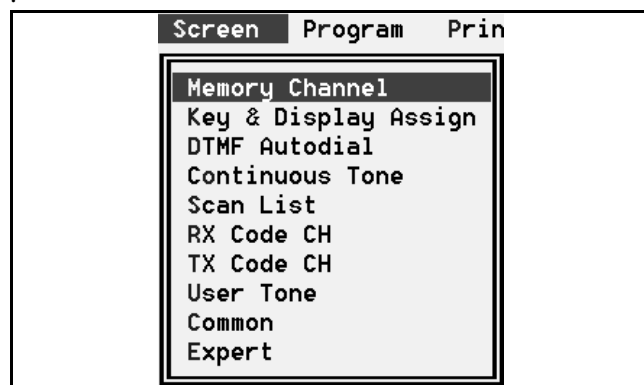 Screen Program Prin
Memory Channel
Key & Display Assign
DTMF Autodial
Continuous Tone
Scan List
RX Code CH
TX Code CH
User Tone
Common
Expert